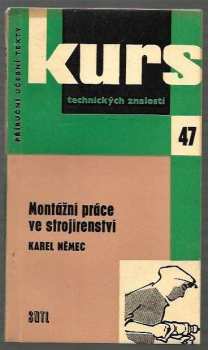 PŘÍRUČNÍ UČEBNÍ TEXTY
kurs
technických znalostí
47
Montážní práce
ve strojírenství
KAREL NĚMEC
SNTL